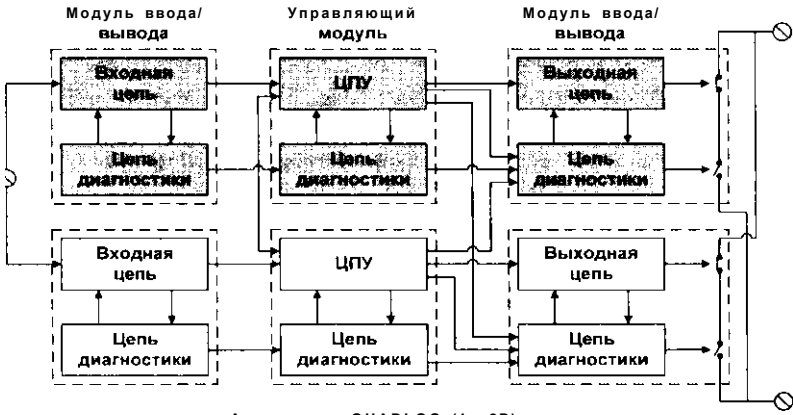 Модуль ввода/
вывода
Управляющий
модуль
Модуль ввода/
вывода
Входная
цепь
ЦПУ
Выходная
цепь
Цепь
диагностики
Цепь
диагностики
Цепь
диагностики
Входная
цепь
ЦПУ
Выходная
цепь
Цепь
диагностики
Цепь
диагностики
Цепь
диагностики